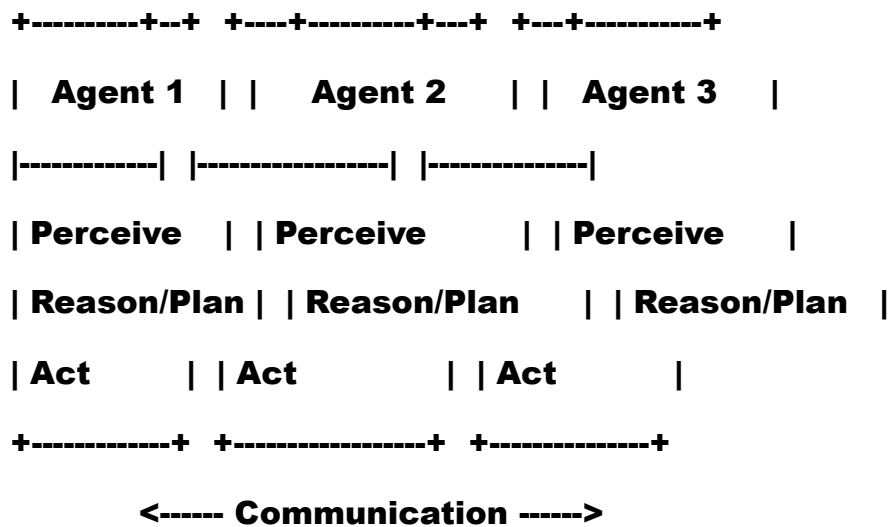 +----------+--+ +----+----------+---+ +---+-----------+
| Agent 1 | | Agent 2 | | Agent 3 |
|-------------| |------------------| |---------------|
| Perceive | | Perceive | | Perceive |
| Reason/Plan | | Reason/Plan | | Reason/Plan |
| Act | | Act | | Act |
+-------------+ +------------------+ +---------------+
<------ Communication ------>